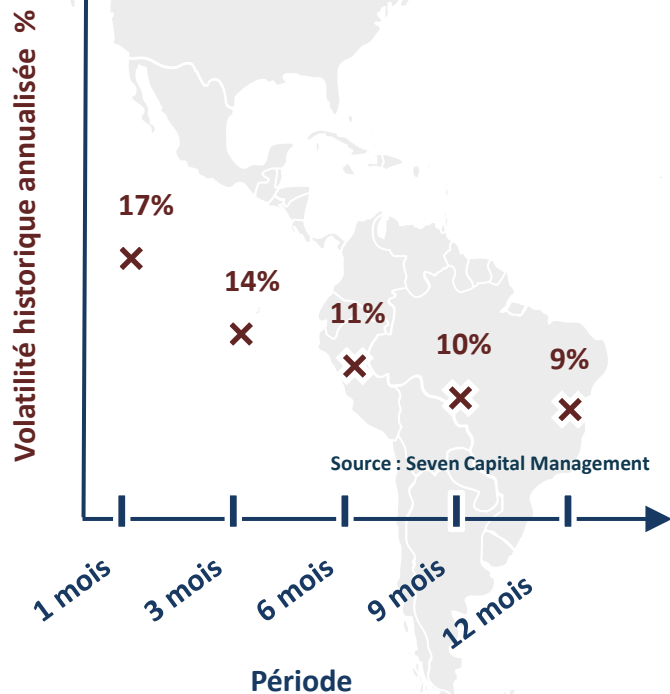 Volatilité historique annualisée %
17%
14%
11%
10%
9%
Source : Seven Capital Management
1 mois
3 mois
6 mois
9 mois
12 mois
Période